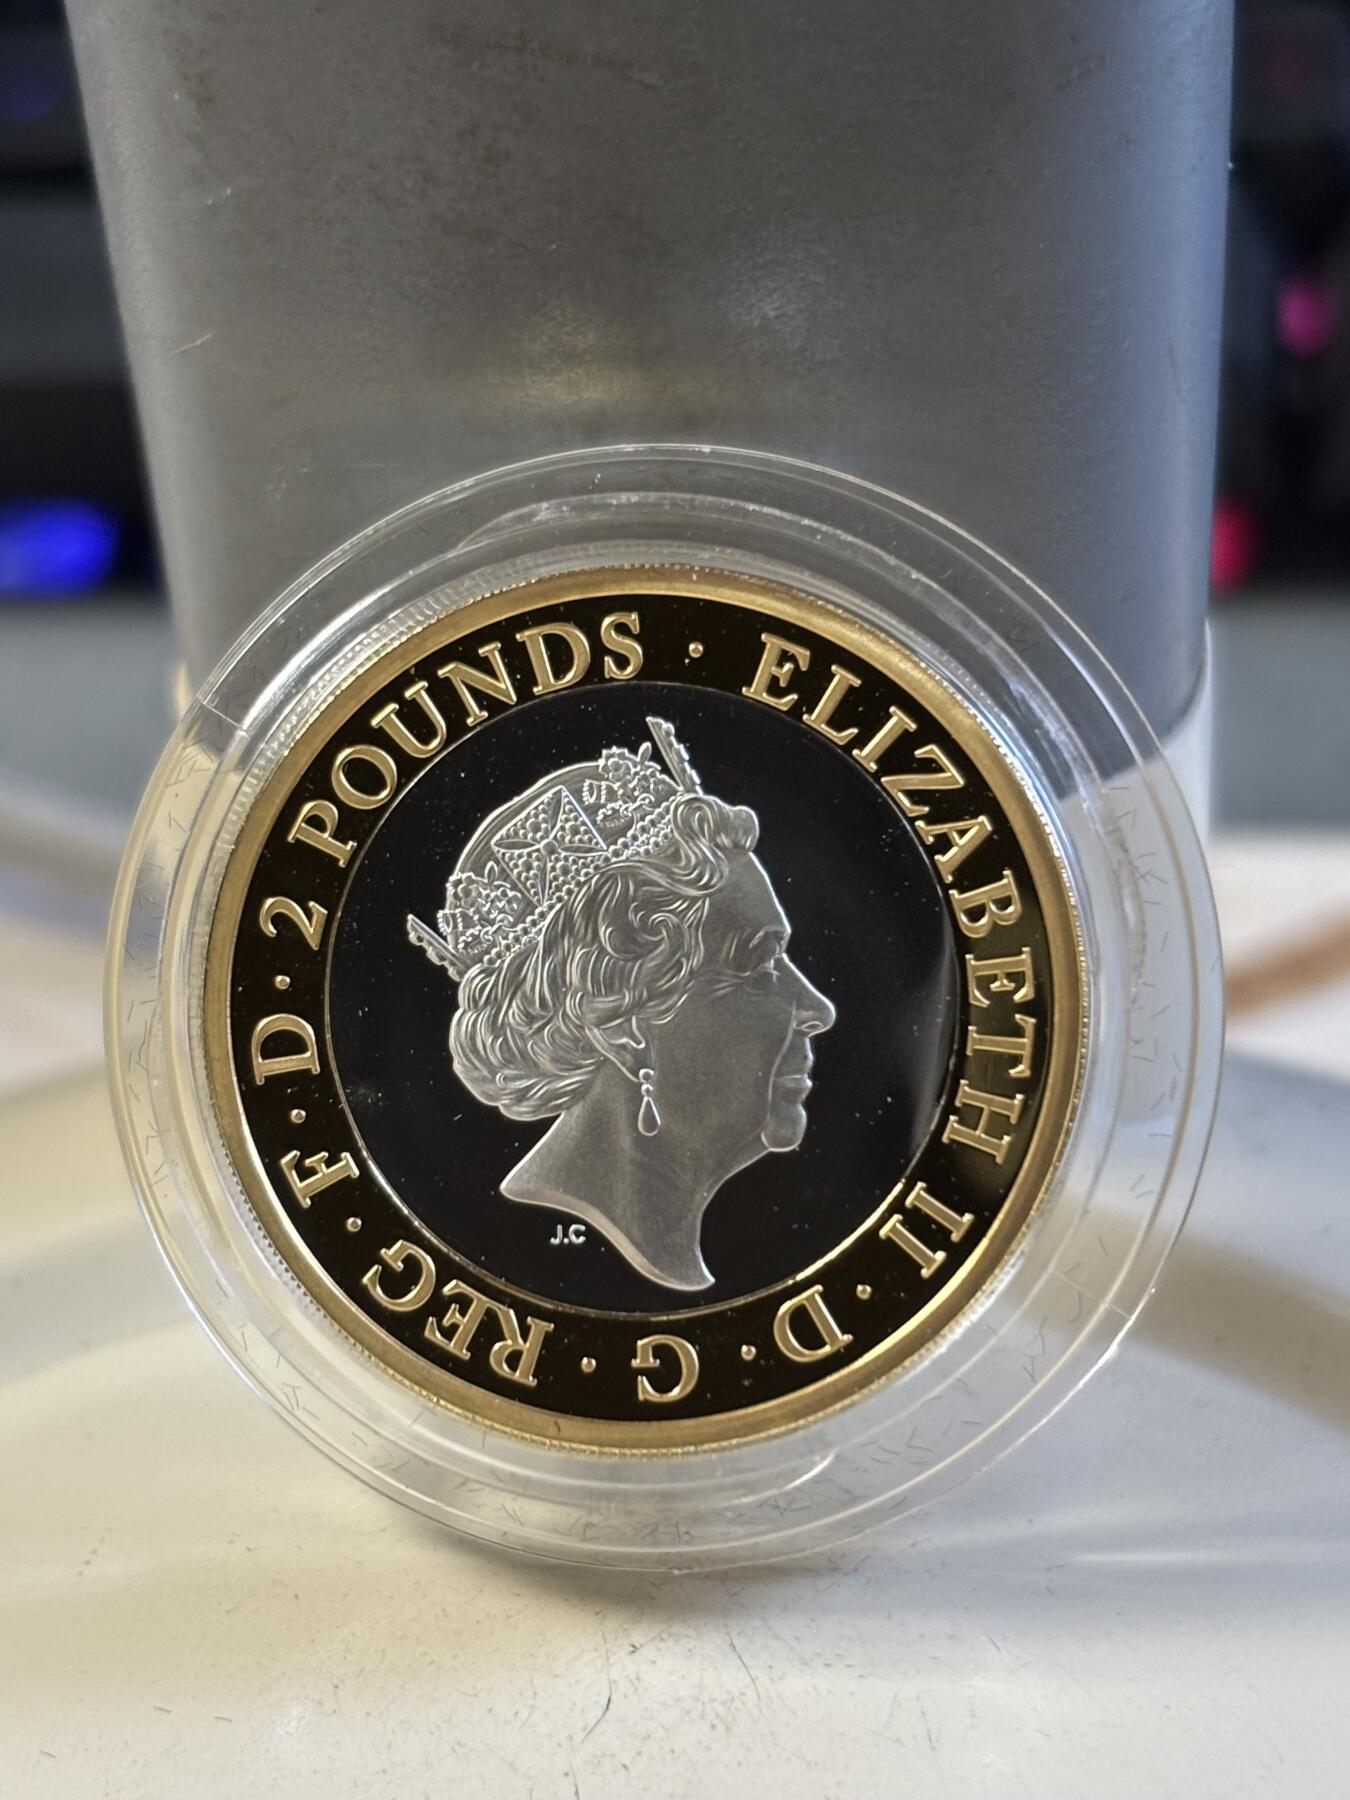 ELIZABETH II · D · G · REG · F · D · 2 POUNDS ·
J.C